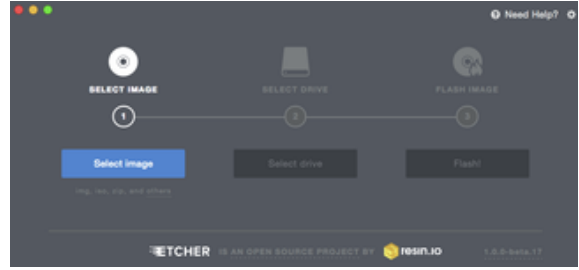 Need Help?
SELECT IMAGE
SELECT DRIVE
FLASH IMAGE
1
2
3
Select image
Select drive
Flash!
img, iso, zip, and others
ETCHER IS AN OPEN SOURCE PROJECT BY resin.io 1.0.0-beta.17